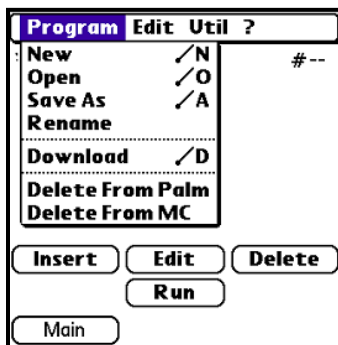 Program Edit Util ?
New /N
#--
Open /O
Save As /A
Rename
Download /D
Delete From Palm
Delete From MC
Insert Edit Delete
Run
Main